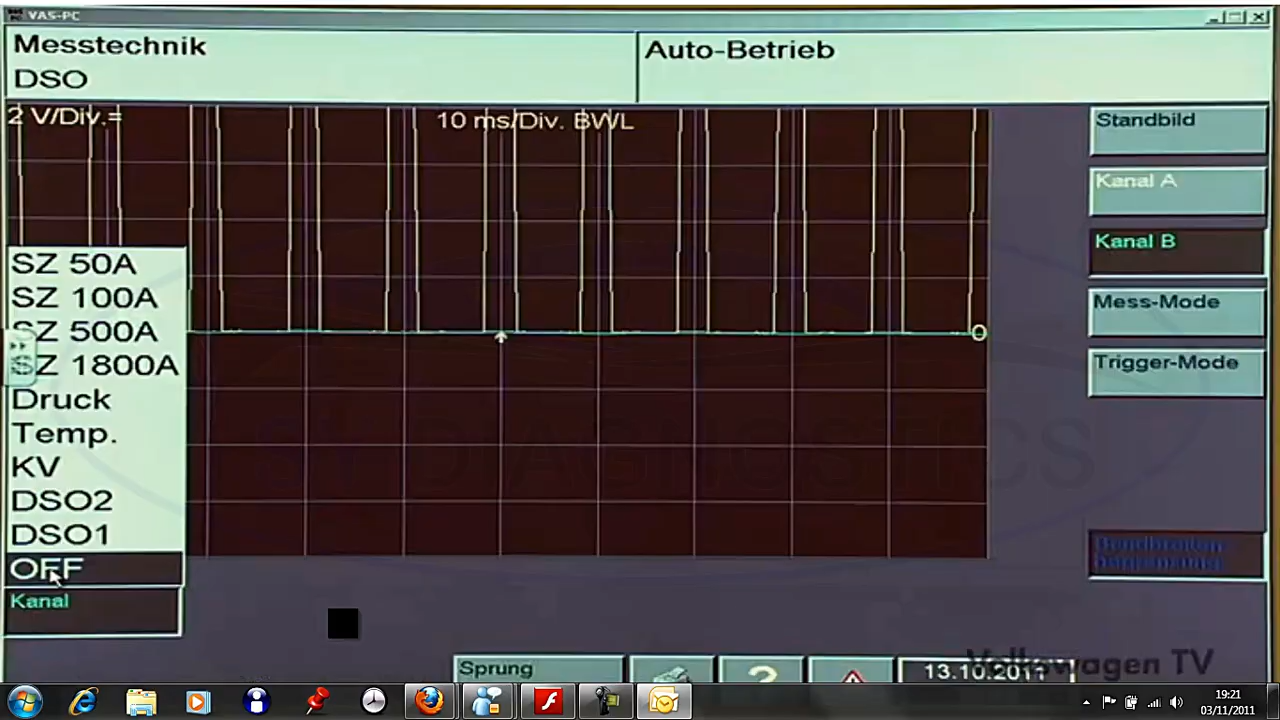 VAS-PC
Messtechnik
DSO
Auto-Betrieb
2 V/Div.=
10 ms/Div. BWL
Standbild
Kanal A
Kanal B
Mess-Mode
Trigger-Mode
SZ 50A
SZ 100A
SZ 500A
SZ 1800A
Druck
Temp.
KV
DSO2
DSO1
OFF
Kanal
DIAGNOSTICS
Sprung
?
13.10.2011
Volkswagen TV
19:21
03/11/2011